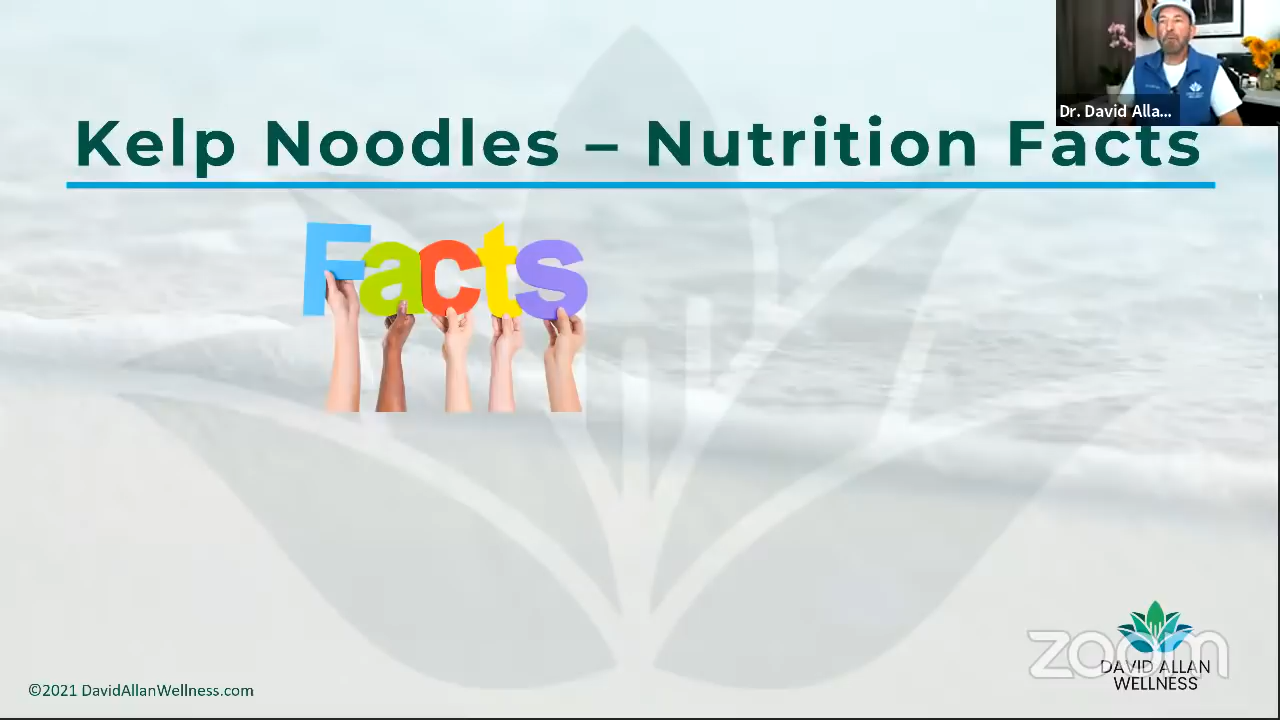 Dr. David Alla...
Kelp Noodles – Nutrition Facts
Facts
zoom
DAVID ALLAN
WELLNESS
©2021 DavidAllanWellness.com